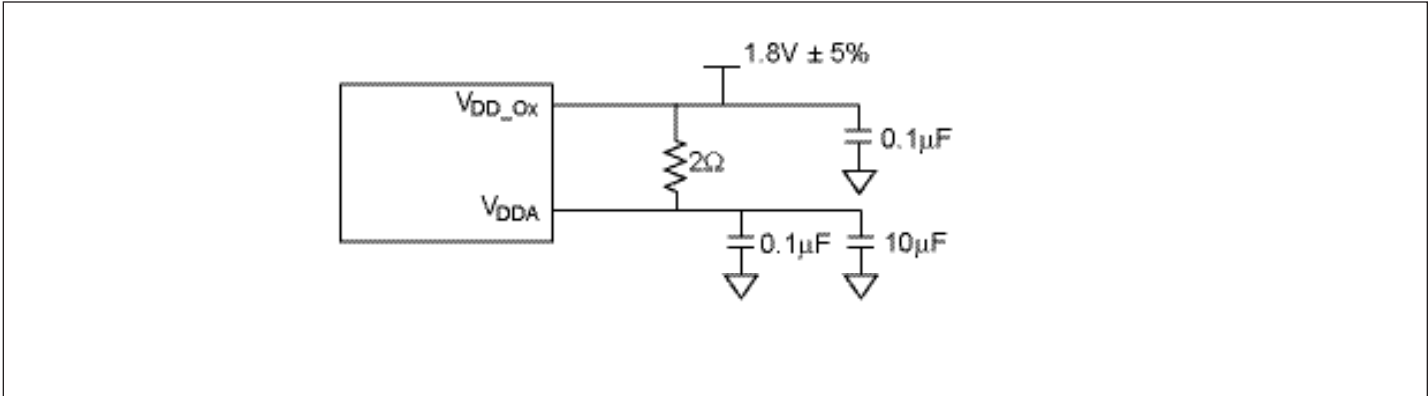 1.8V ± 5%
VDD_Ox
0.1µF
2Ω
VDDA
0.1µF
10µF